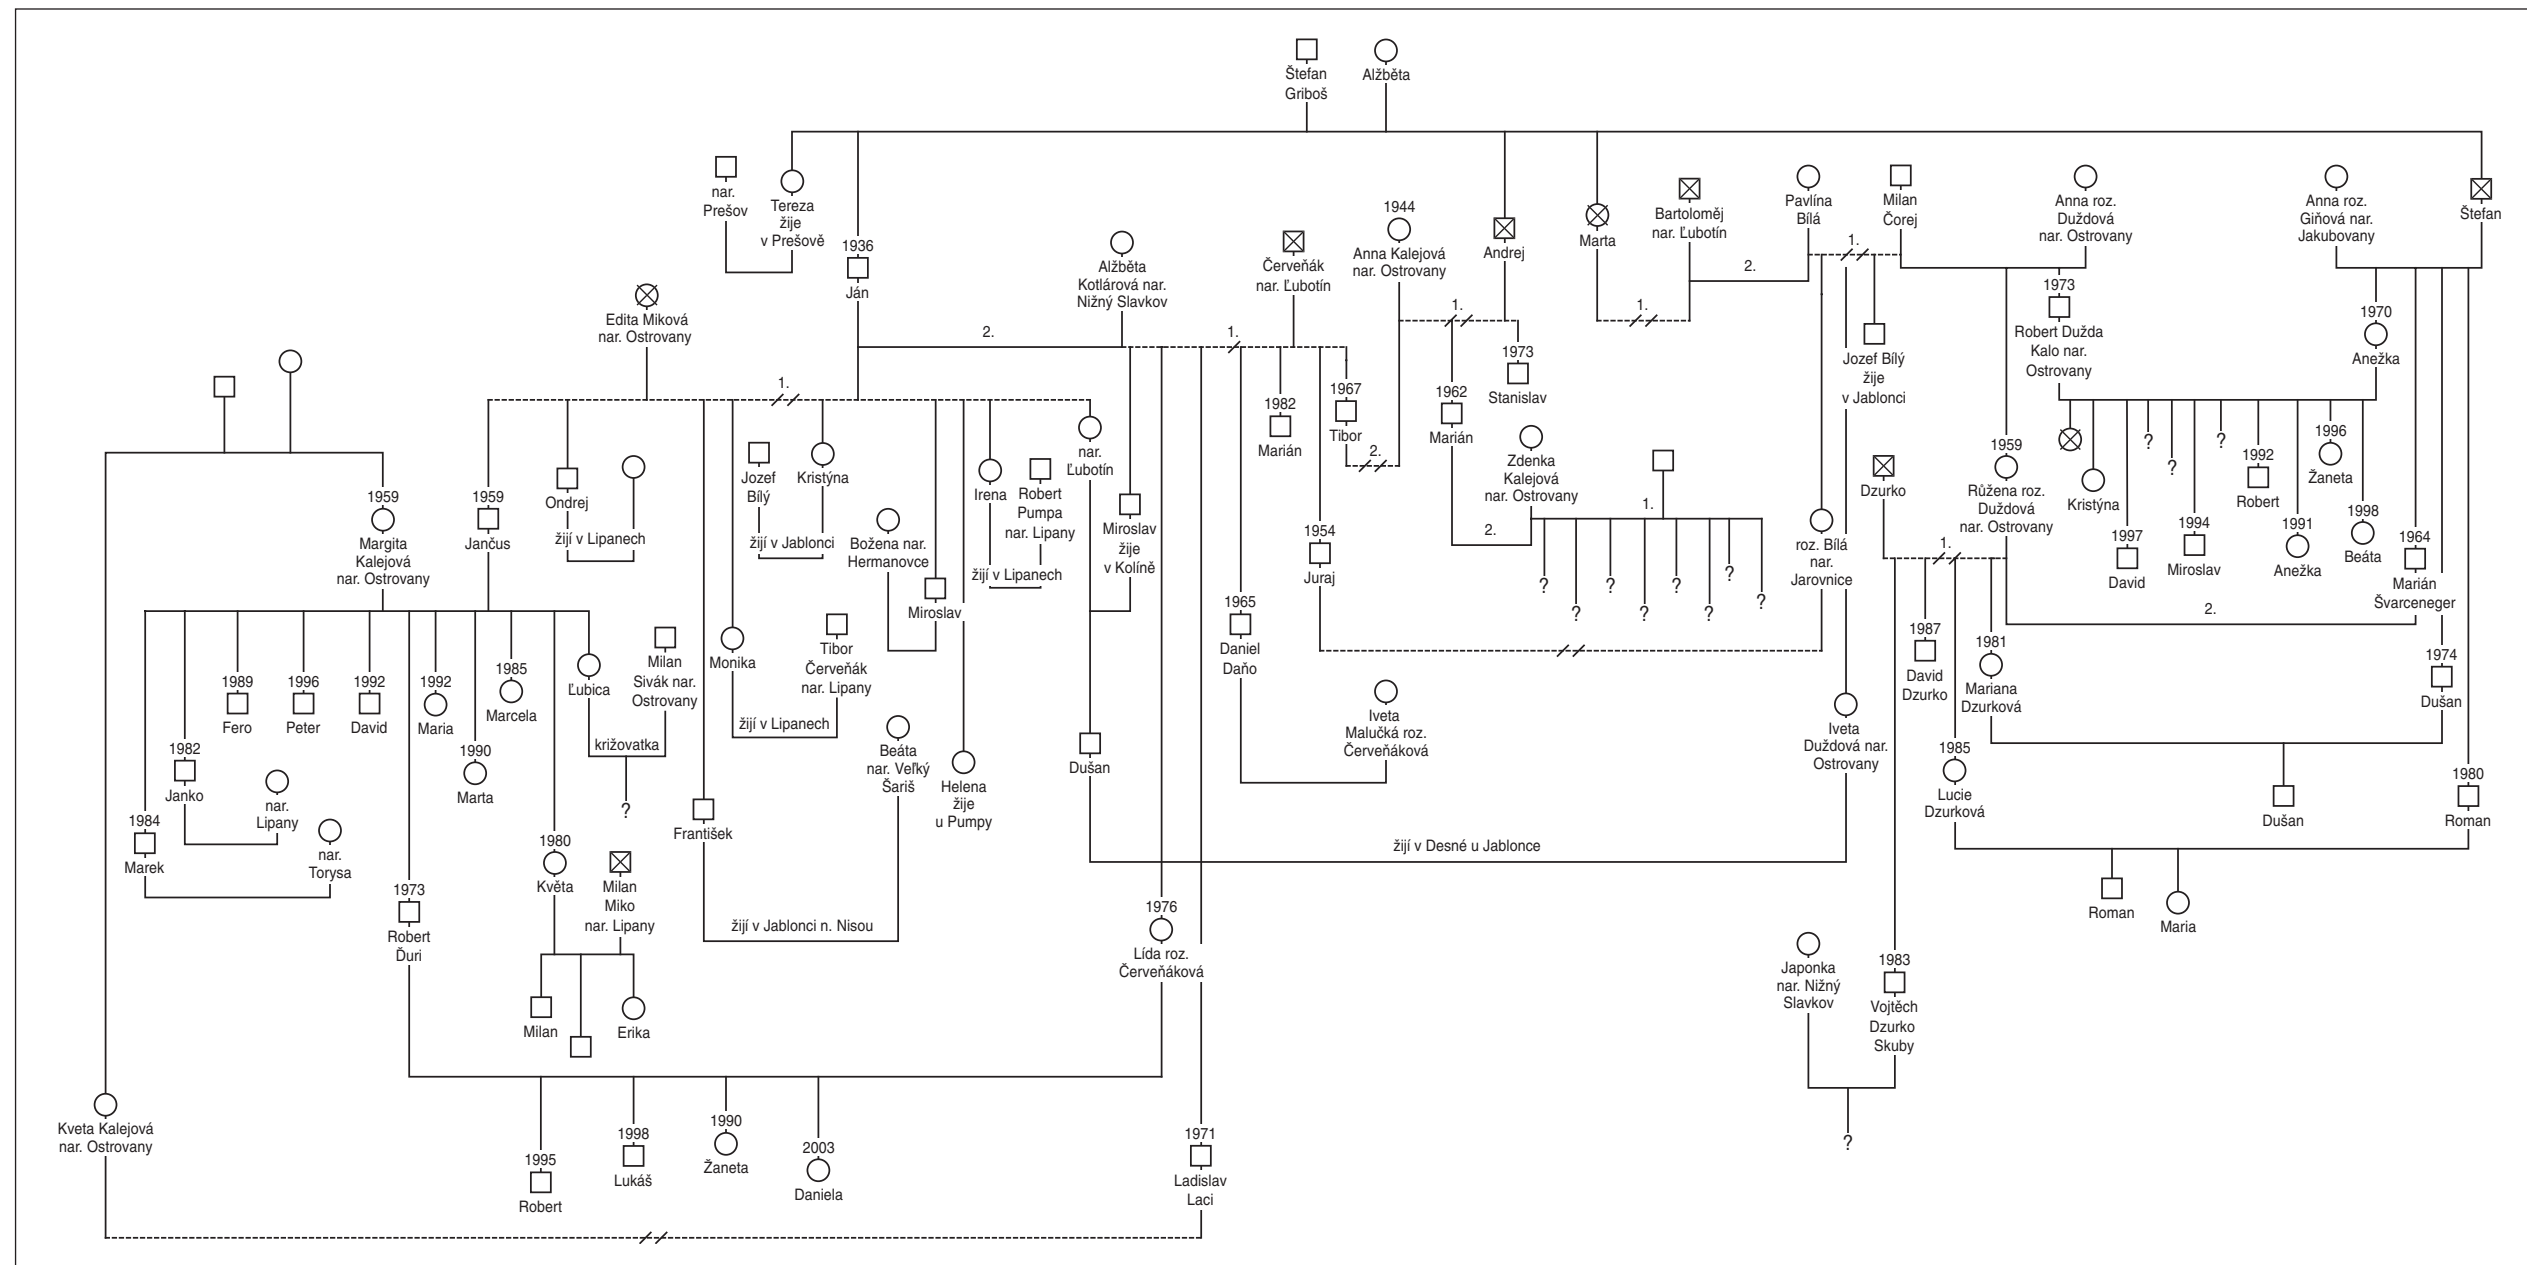 Štefan
Griboš
Alžběta
nar.
Prešov
Tereza
žije
v Prešově
1936
Ján
Alžběta
Kotlárová nar.
Nižný Slavkov
Červeňák
nar. Ľubotín
1944
Anna Kalejová
nar. Ostrovany
Andrej
Marta
Bartoloměj
nar. Ľubotín
Pavlína
Bílá
Milan
Čorej
Anna roz.
Duždová
nar. Ostrovany
Anna roz.
Giňová nar.
Jakubovany
Štefan
1.
2.
Edita Miková
nar. Ostrovany
2.
1.
1.
1.
1973
Robert Dužda
Kalo nar.
Ostrovany
1970
Anežka
Jozef Bílý
žije
v Jablonci
1973
Stanislav
1962
Marián
1967
Tibor
1982
Marián
1.
2.
nar.
Ľubotín
Jozef
Bílý
Kristýna
žijí v Jablonci
Ondrej
žijí v Lipanech
1959
Margita
Kalejová
nar. Ostrovany
1959
Jančus
Božena nar.
Hermanovce
Miroslav
Irena
Robert
Pumpa
nar. Lipany
žijí v Lipanech
Miroslav
žije
v Kolíně
1954
Juraj
Zdenka
Kalejová
nar. Ostrovany
1.
2.
?
?
?
?
?
?
?
?
roz. Bílá
nar.
Jarovnice
Dzurko
1959
Růžena roz.
Duždová
nar. Ostrovany
1.
Kristýna
1997
David
?
?
1994
Miroslav
?
1992
Robert
1991
Anežka
1996
Žaneta
1998
Beáta
1964
Marián
Švarceneger
2.
1965
Daniel
Daňo
1989
Fero
1996
Peter
1992
David
1992
Maria
1990
Marta
1985
Marcela
Ľubica
Milan
Sivák nar.
Ostrovany
križovatka
?
Monika
Tibor
Červeňák
nar. Lipany
žijí v Lipanech
Beáta
nar. Veľký
Šariš
Helena
žije
u Pumpy
Dušan
Iveta
Malučká roz.
Červeňáková
Iveta
Duždová nar.
Ostrovany
1987
David
Dzurko
1981
Mariana
Dzurková
1974
Dušan
1982
Janko
nar.
Lipany
1984
Marek
nar.
Torysa
František
žijí v Jablonci n. Nisou
žijí v Desné u Jablonce
1985
Lucie
Dzurková
Dušan
1980
Roman
1980
Květa
Milan
Miko
nar. Lipany
1973
Robert
Ďuri
1976
Lída roz.
Červeňáková
Roman
Maria
Japonka
nar. Nižný
Slavkov
1983
Vojtěch
Dzurko
Skuby
?
Milan
Erika
Kveta Kalejová
nar. Ostrovany
1995
Robert
1998
Lukáš
1990
Žaneta
2003
Daniela
1971
Ladislav
Laci